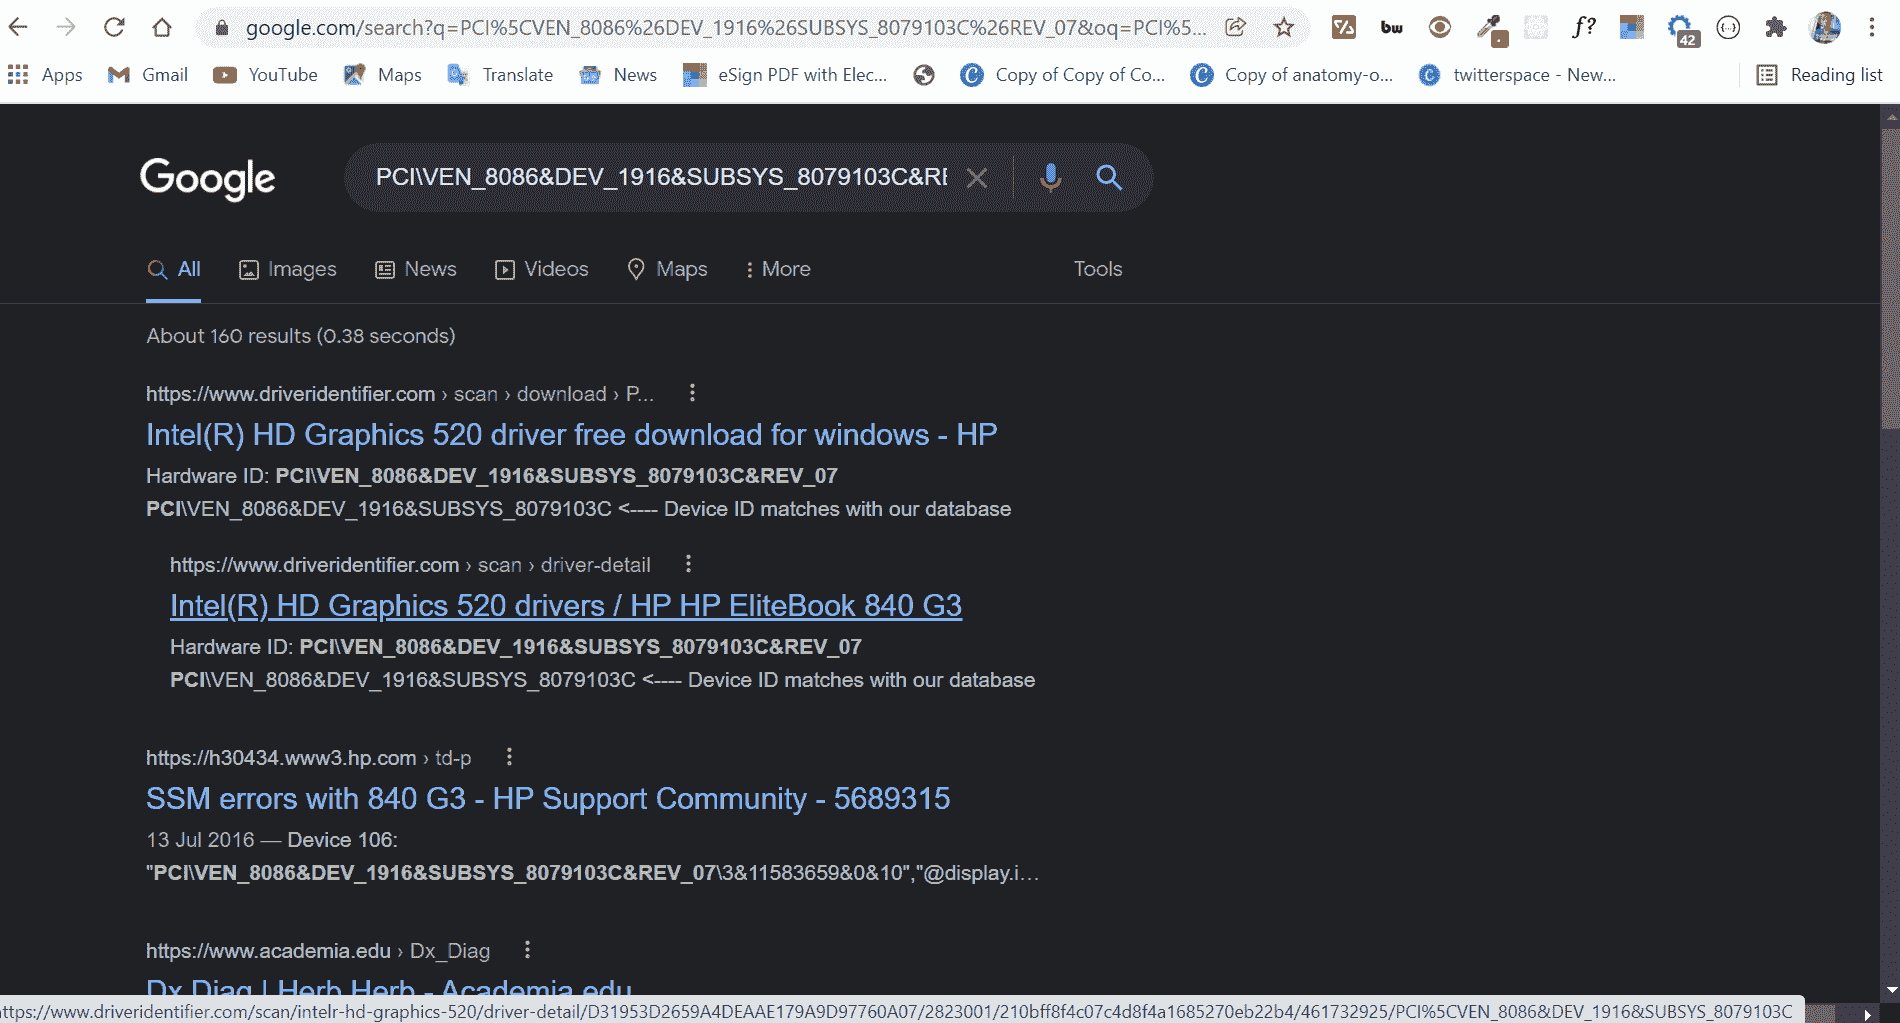 google.com/search?q=PCI%5CVEN_8086%26DEV_1916%26SUBSYS_8079103C%26REV_07&oq=PCI%5...
bw
f?
42
Apps
Gmail
YouTube
Maps
Translate
News
eSign PDF with Elec...
Copy of Copy of Co...
Copy of anatomy-o...
twitterspace - New...
Reading list
Google
PCI\VEN_8086&DEV_1916&SUBSYS_8079103C&RE
All
Images
News
Videos
Maps
More
Tools
About 160 results (0.38 seconds)
https://www.driveridentifier.com › scan › download › P...
Intel(R) HD Graphics 520 driver free download for windows - HP
Hardware ID: PCI\VEN_8086&DEV_1916&SUBSYS_8079103C&REV_07
PCI\VEN_8086&DEV_1916&SUBSYS_8079103C <---- Device ID matches with our database
https://www.driveridentifier.com › scan › driver-detail
Intel(R) HD Graphics 520 drivers / HP HP EliteBook 840 G3
Hardware ID: PCI\VEN_8086&DEV_1916&SUBSYS_8079103C&REV_07
PCI\VEN_8086&DEV_1916&SUBSYS_8079103C <---- Device ID matches with our database
https://h30434.www3.hp.com › td-p
SSM errors with 840 G3 - HP Support Community - 5689315
13 Jul 2016 — Device 106:
"PCI\VEN_8086&DEV_1916&SUBSYS_8079103C&REV_07\3&11583659&0&10","@display.i...
https://www.academia.edu › Dx_Diag
Dx Diag | Herb Herb - Academia.edu
https://www.driveridentifier.com/scan/intelr-hd-graphics-520/driver-detail/D31953D2659A4DEAAE179A9D97760A07/2823001/210bff8f4c07c4d8f4a1685270eb22b4/461732925/PCI%5CVEN_8086&DEV_1916&SUBSYS_8079103C